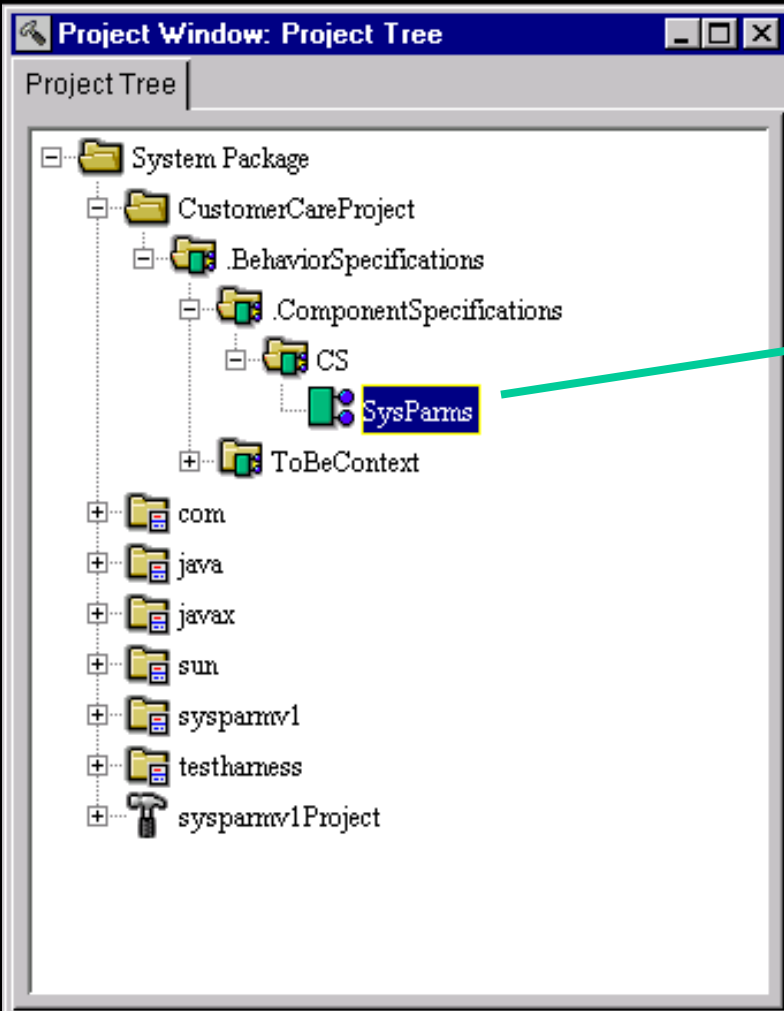 Project Window: Project Tree
Project Tree
System Package
CustomerCareProject
.BehaviorSpecifications
.ComponentSpecifications
CS
SysParms
ToBeContext
com
java
javax
sun
sysparmv1
testharness
sysparmv1Project